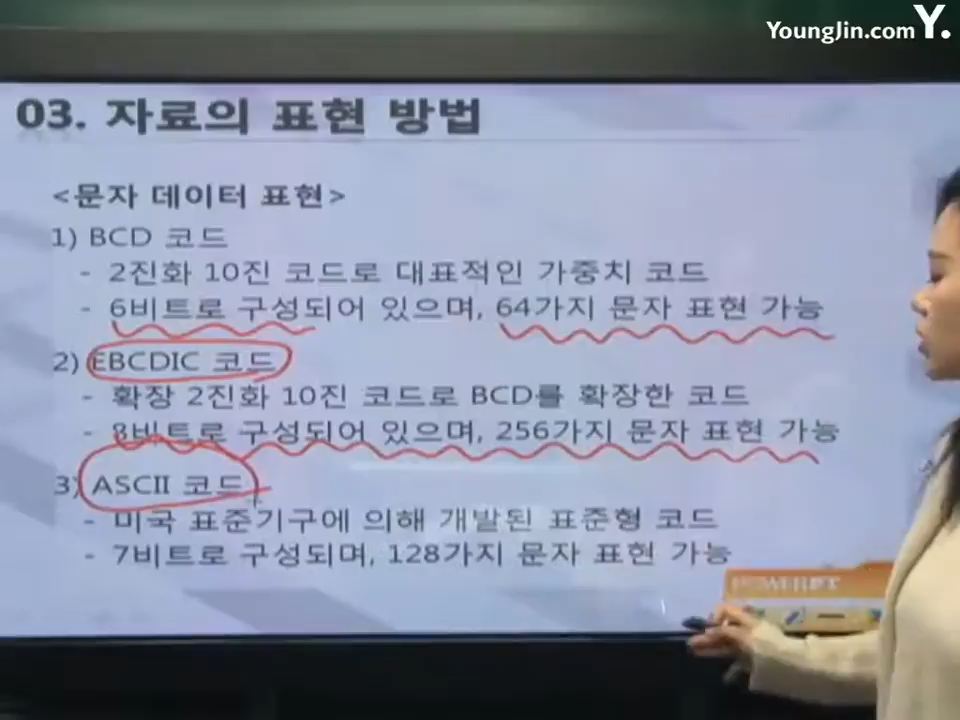 YoungJin.com Y.
03. 자료의 표현 방법
<문자 데이터 표현>
1) BCD 코드
- 2진화 10진 코드로 대표적인 가중치 코드
- 6비트로 구성되어 있으며, 64가지 문자 표현 가능
2) EBCDIC 코드
- 확장 2진화 10진 코드로 BCD를 확장한 코드
- 8비트로 구성되어 있으며, 256가지 문자 표현 가능
3) ASCII 코드
- 미국 표준기구에 의해 개발된 표준형 코드
- 7비트로 구성되며, 128가지 문자 표현 가능